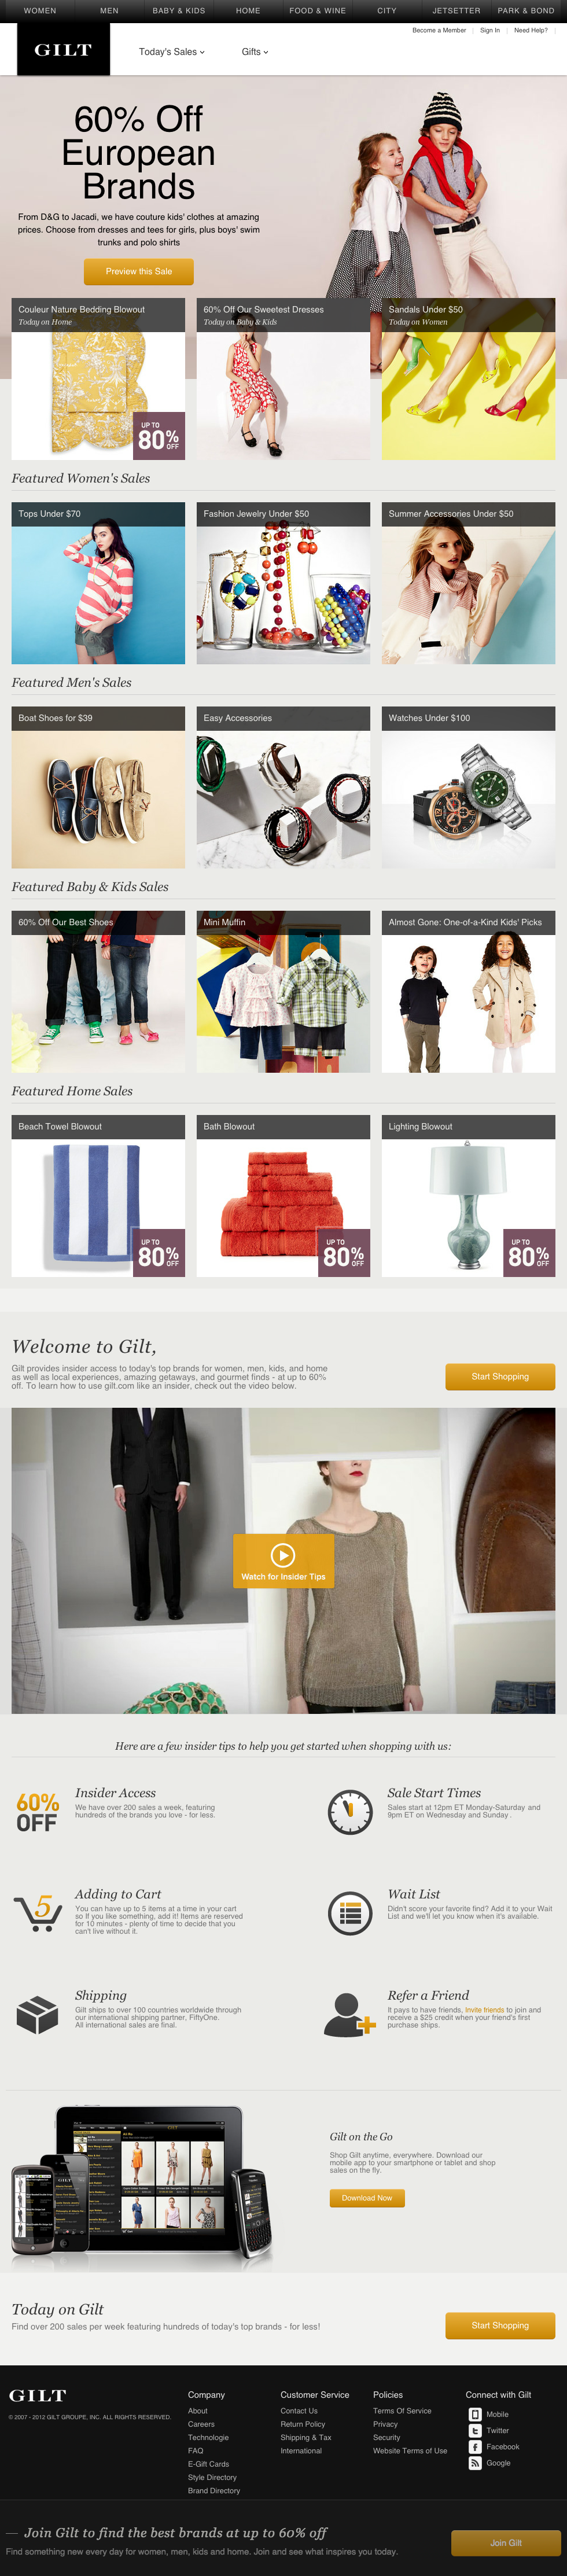 WOMEN MEN BABY & KIDS HOME FOOD & WINE CITY JETSETTER PARK & BOND
Become a Member Sign In Need Help?
GILT
Today's Sales Gifts
60% Off
European
Brands
From D&G to Jacadi, we have couture kids' clothes at amazing
prices. Choose from dresses and tees for girls, plus boys' swim
trunks and polo shirts
Preview this Sale
Couleur Nature Bedding Blowout
Today on Home
UP TO
80% OFF
60% Off Our Sweetest Dresses
Today on Baby & Kids
Sandals Under $50
Today on Women
Featured Women's Sales
Tops Under $70
Fashion Jewelry Under $50
Summer Accessories Under $50
Featured Men's Sales
Boat Shoes for $39
Easy Accessories
Watches Under $100
Featured Baby & Kids Sales
60% Off Our Best Shoes
Mini Muffin
Almost Gone: One-of-a-Kind Kids' Picks
Featured Home Sales
Beach Towel Blowout
UP TO
80% OFF
Bath Blowout
UP TO
80% OFF
Lighting Blowout
UP TO
80% OFF
Welcome to Gilt,
Gilt provides insider access to today's top brands for women, men, kids, and home
as well as local experiences, amazing getaways, and gourmet finds - at up to 60%
off. To learn how to use gilt.com like an insider, check out the video below.
Start Shopping
Watch for Insider Tips
Here are a few insider tips to help you get started when shopping with us:
60%
OFF
Insider Access
We have over 200 sales a week, featuring
hundreds of the brands you love - for less.
Sale Start Times
Sales start at 12pm ET Monday-Saturday and
9pm ET on Wednesday and Sunday.
5
Adding to Cart
You can have up to 5 items at a time in your cart
so If you like something, add it! Items are reserved
for 10 minutes - plenty of time to decide that you
can't live without it.
Wait List
Didn't score your favorite find? Add it to your Wait
List and we'll let you know when it's available.
Shipping
Gilt ships to over 100 countries worldwide through
our international shipping partner, FiftyOne.
All international sales are final.
Refer a Friend
It pays to have friends. Invite friends to join and
receive a $25 credit when your friend's first
purchase ships.
Gilt on the Go
Shop Gilt anytime, everywhere. Download our
mobile app to your smartphone or tablet and shop
sales on the fly.
Download Now
Today on Gilt
Find over 200 sales per week featuring hundreds of today's top brands - for less!
Start Shopping
GILT
© 2007 - 2012 GILT GROUPE, INC. ALL RIGHTS RESERVED.
Company
About
Careers
Technologie
FAQ
E-Gift Cards
Style Directory
Brand Directory
Customer Service
Contact Us
Return Policy
Shipping & Tax
International
Policies
Terms Of Service
Privacy
Security
Website Terms of Use
Connect with Gilt
Mobile
Twitter
Facebook
Google
— Join Gilt to find the best brands at up to 60% off
Find something new every day for women, men, kids and home. Join and see what inspires you today.
Join Gilt